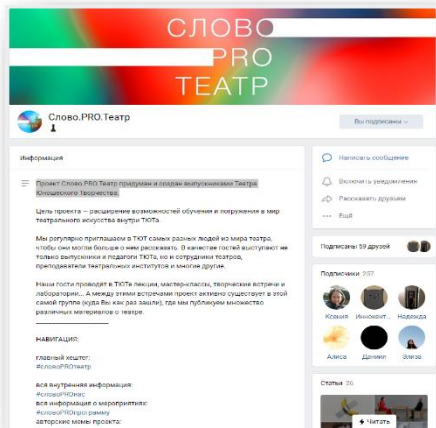 СЛОВО
PRO
ТЕАТР
Слово.PRO.Театр
Вы подписаны
Информация
Проект Слово PRO Театр придуман и создан выпускниками Театра
Юношеского Творчества.
Цель проекта — расширение возможностей обучения и погружения в мир
театрального искусства внутри ТЮТа.
Мы регулярно приглашаем в ТЮТ самых разных людей из мира театра,
чтобы они могли больше о нем рассказать. В качестве гостей выступают не
только выпускники и педагоги ТЮТа, но и сотрудники театров,
преподаватели театральных институтов и многие другие.
Наши гости проводят в ТЮТе лекции, мастер-классы, творческие встречи и
лаборатории... А между этими встречами проект активно существует в этой
самой группе (куда Вы как раз зашли), где мы публикуем множество
различных материалов о театре.
НАВИГАЦИЯ:
главный хештег:
#словоPROтеатр
вся внутренняя информация:
#словоPROнас
вся информация о мероприятиях:
#словоPROпрограмму
авторские мемы проекта:
Написать сообщение
Включить уведомления
Рассказать друзьям
Ещё
Подписаны 59 друзей
Подписчики 257
Ксения Иннокент... Надежда
Алиса Даниил Элиза
Статьи 26
Читать